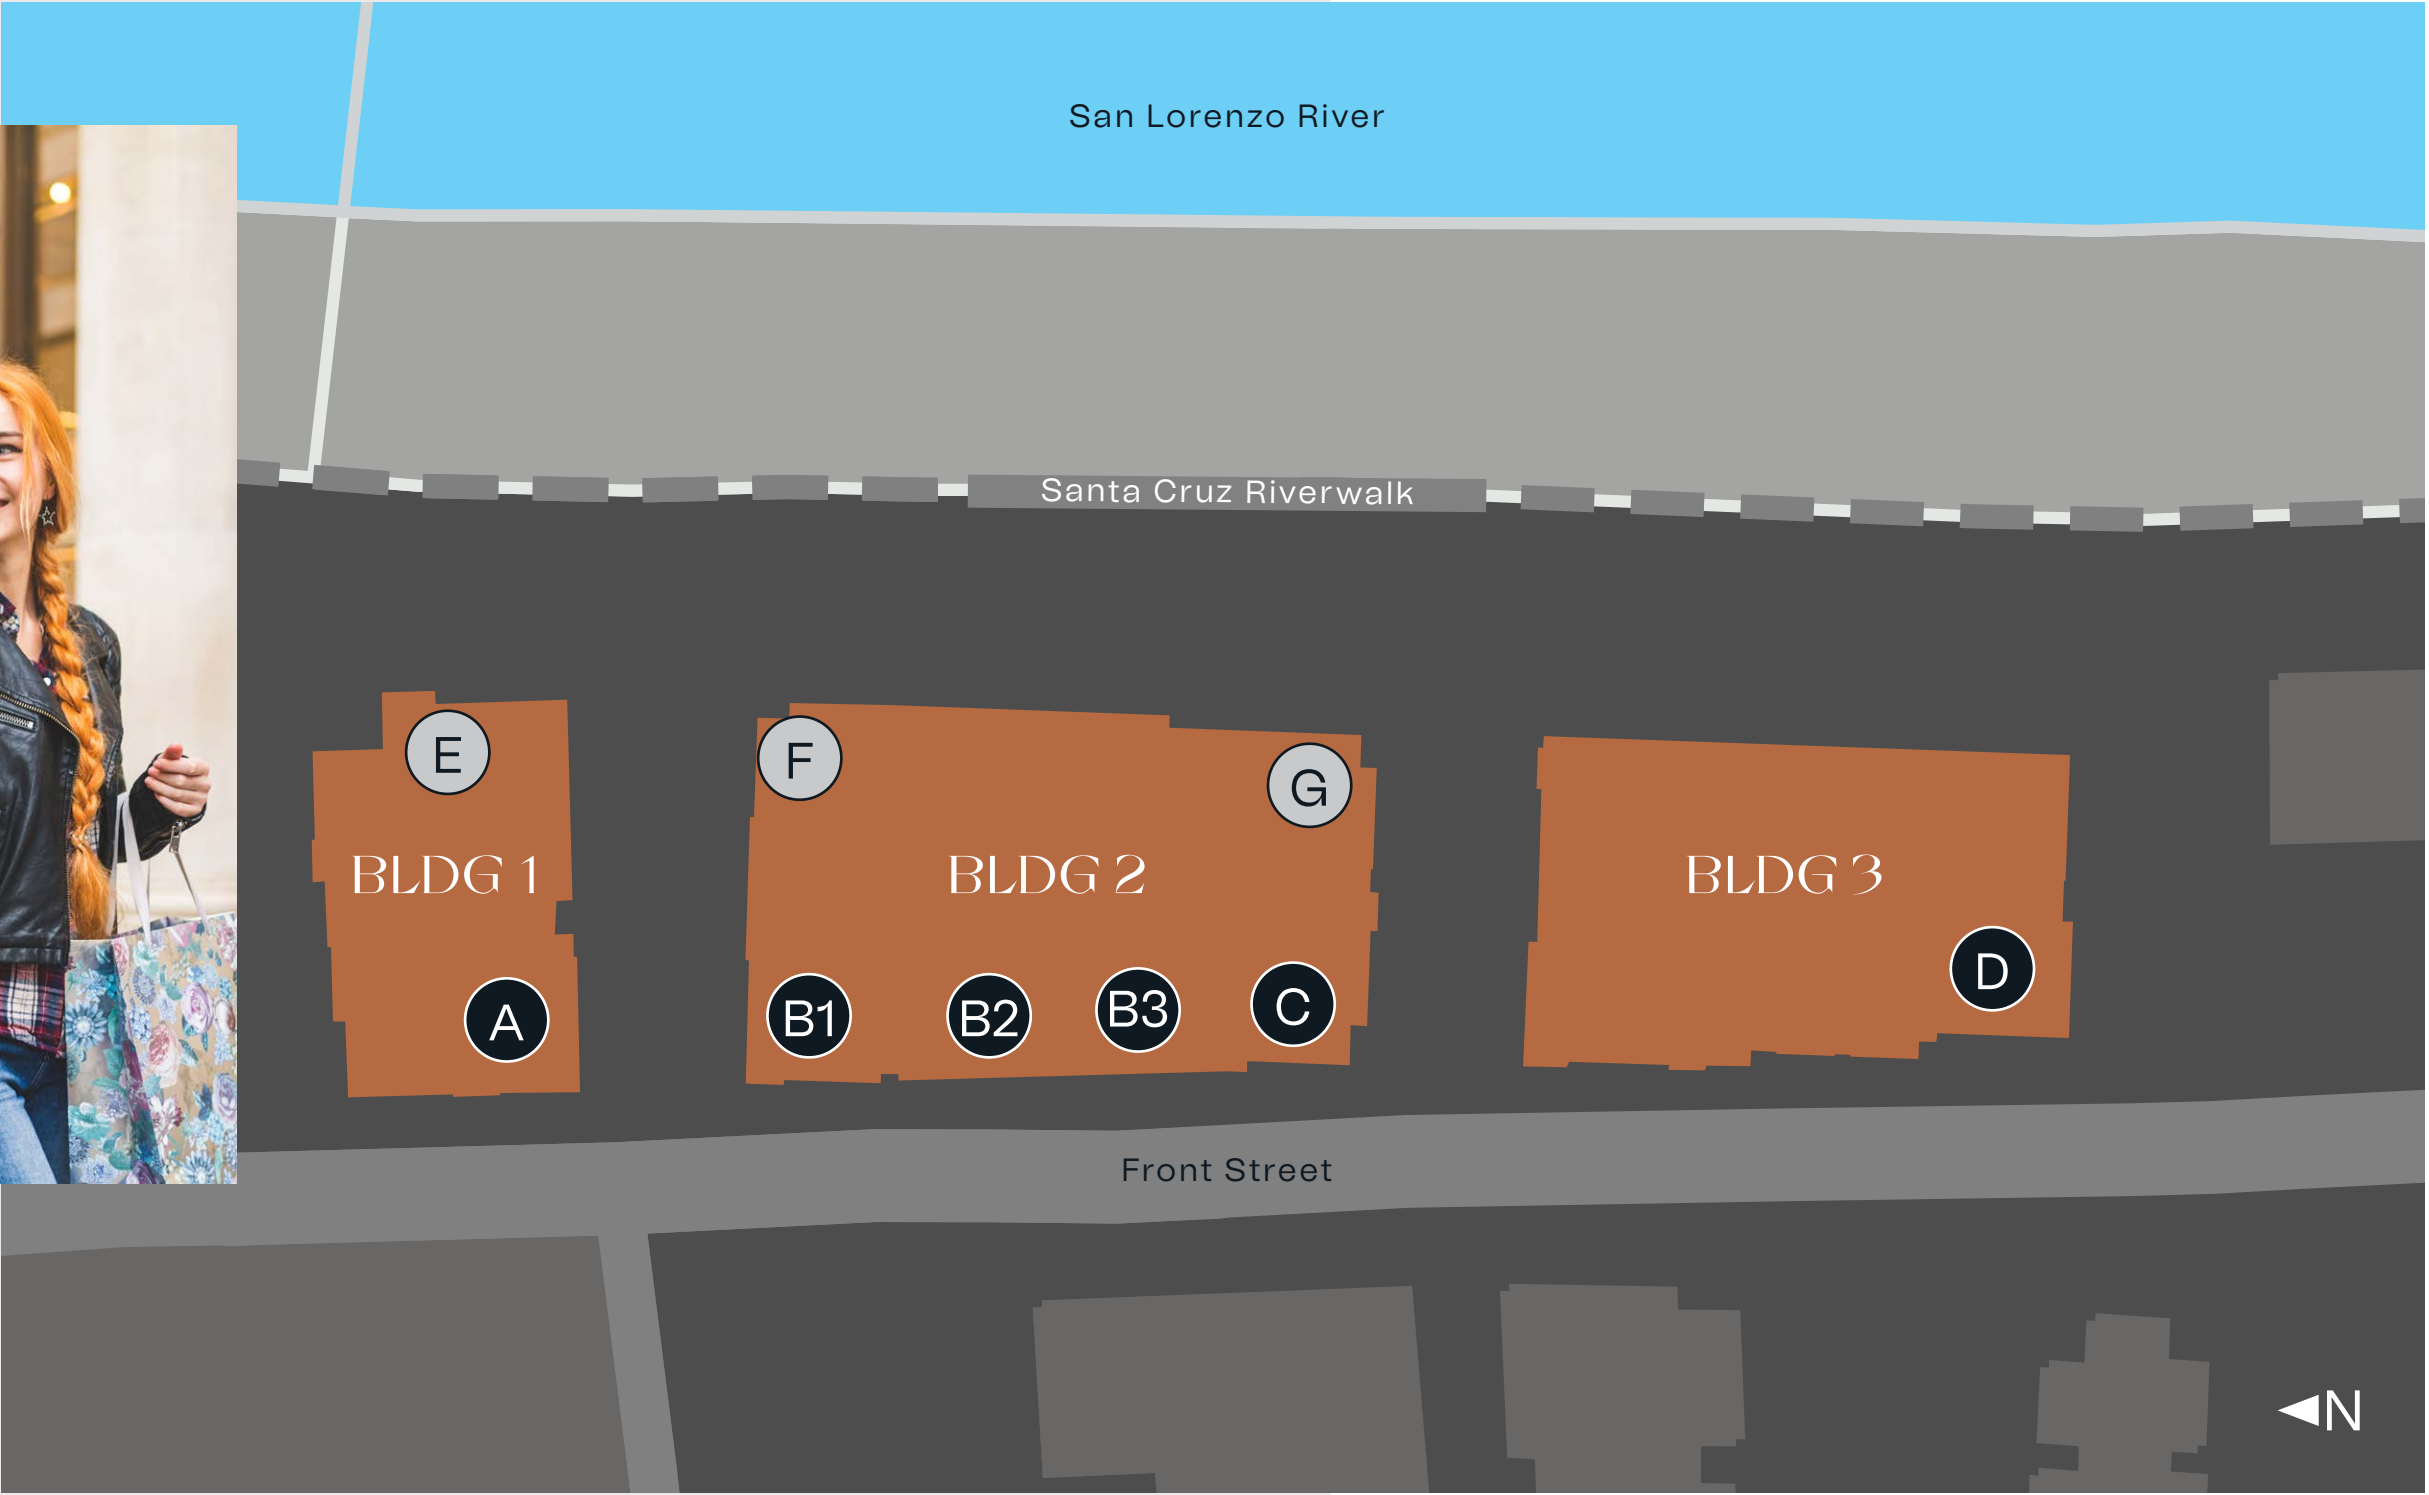 San Lorenzo River
Santa Cruz Riverwalk
E
F
G
BLDG 1
BLDG 2
BLDG 3
A
B1
B2
B3
C
D
Front Street
N